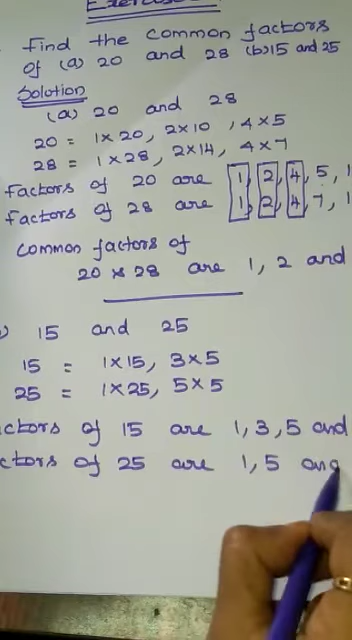 Find the common factors
of (a) 20 and 28 (b) 15 and 25
Solution
(a) 20 and 28
20 = 1×20, 2×10, 4×5
28 = 1×28, 2×14, 4×7
Factors of 20 are 1, 2, 4, 5, 1
Factors of 28 are 1, 2, 4, 7, 1
Common factors of
20 & 28 are 1, 2 and
) 15 and 25
15 = 1×15, 3×5
25 = 1×25, 5×5
ctors of 15 are 1, 3, 5 and
ctors of 25 are 1, 5 and